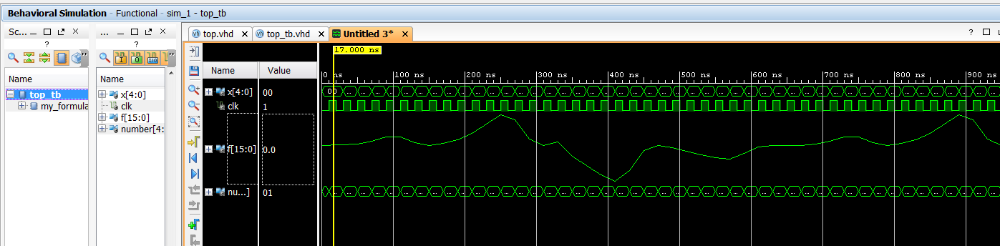 Behavioral Simulation - Functional - sim_1 - top_tb
Sc...
...
top.vhd
top_tb.vhd
Untitled 3*
?
?
?
17.000 ns
Name
Name
Name
Value
0 ns
100 ns
200 ns
300 ns
400 ns
500 ns
600 ns
700 ns
800 ns
900
top_tb
my_formula
x[4:0]
clk
f[15:0]
number[4:
x[4:0]
00
00
clk
1
f[15:0]
0.0
nu...]
01